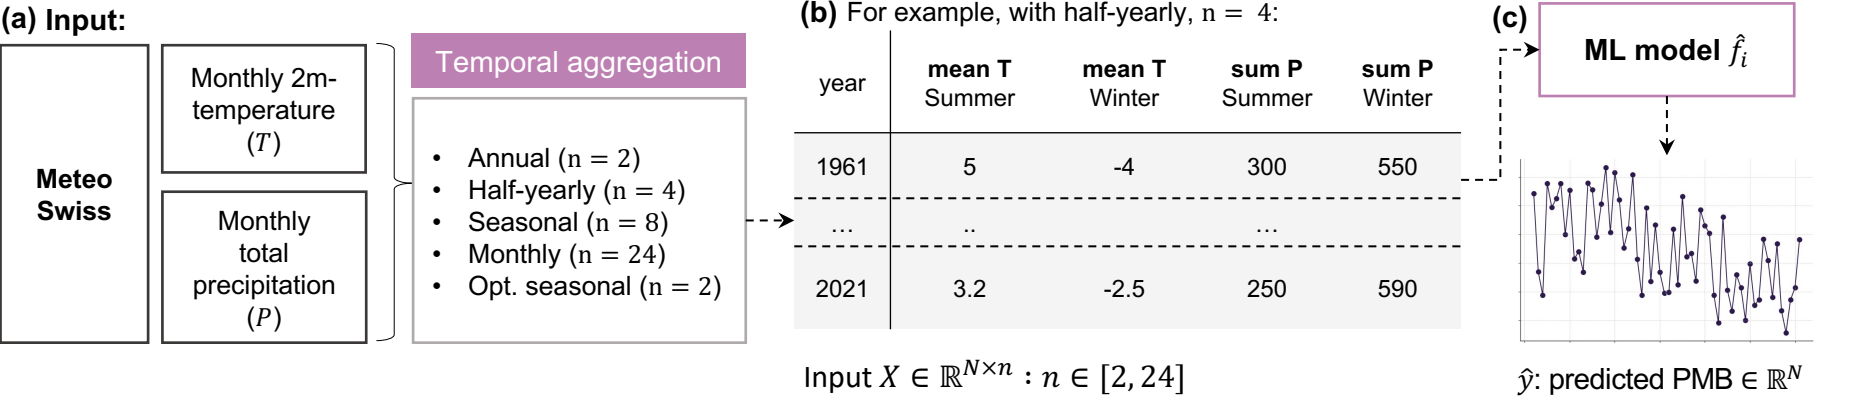 (a) Input:
Meteo
Swiss
Monthly 2m-
temperature
(T)
Monthly
total
precipitation
(P)
Temporal aggregation
• Annual (n = 2)
• Half-yearly (n = 4)
• Seasonal (n = 8)
• Monthly (n = 24)
• Opt. seasonal (n = 2)
(b) For example, with half-yearly, n = 4:
year mean T Summer mean T Winter sum P Summer sum P Winter
1961 5 -4 300 550
... .. ...
2021 3.2 -2.5 250 590
Input X ∈ ℝ^{N×n} : n ∈ [2, 24]
(c)
ML model f̂_i
ŷ: predicted PMB ∈ ℝ^N